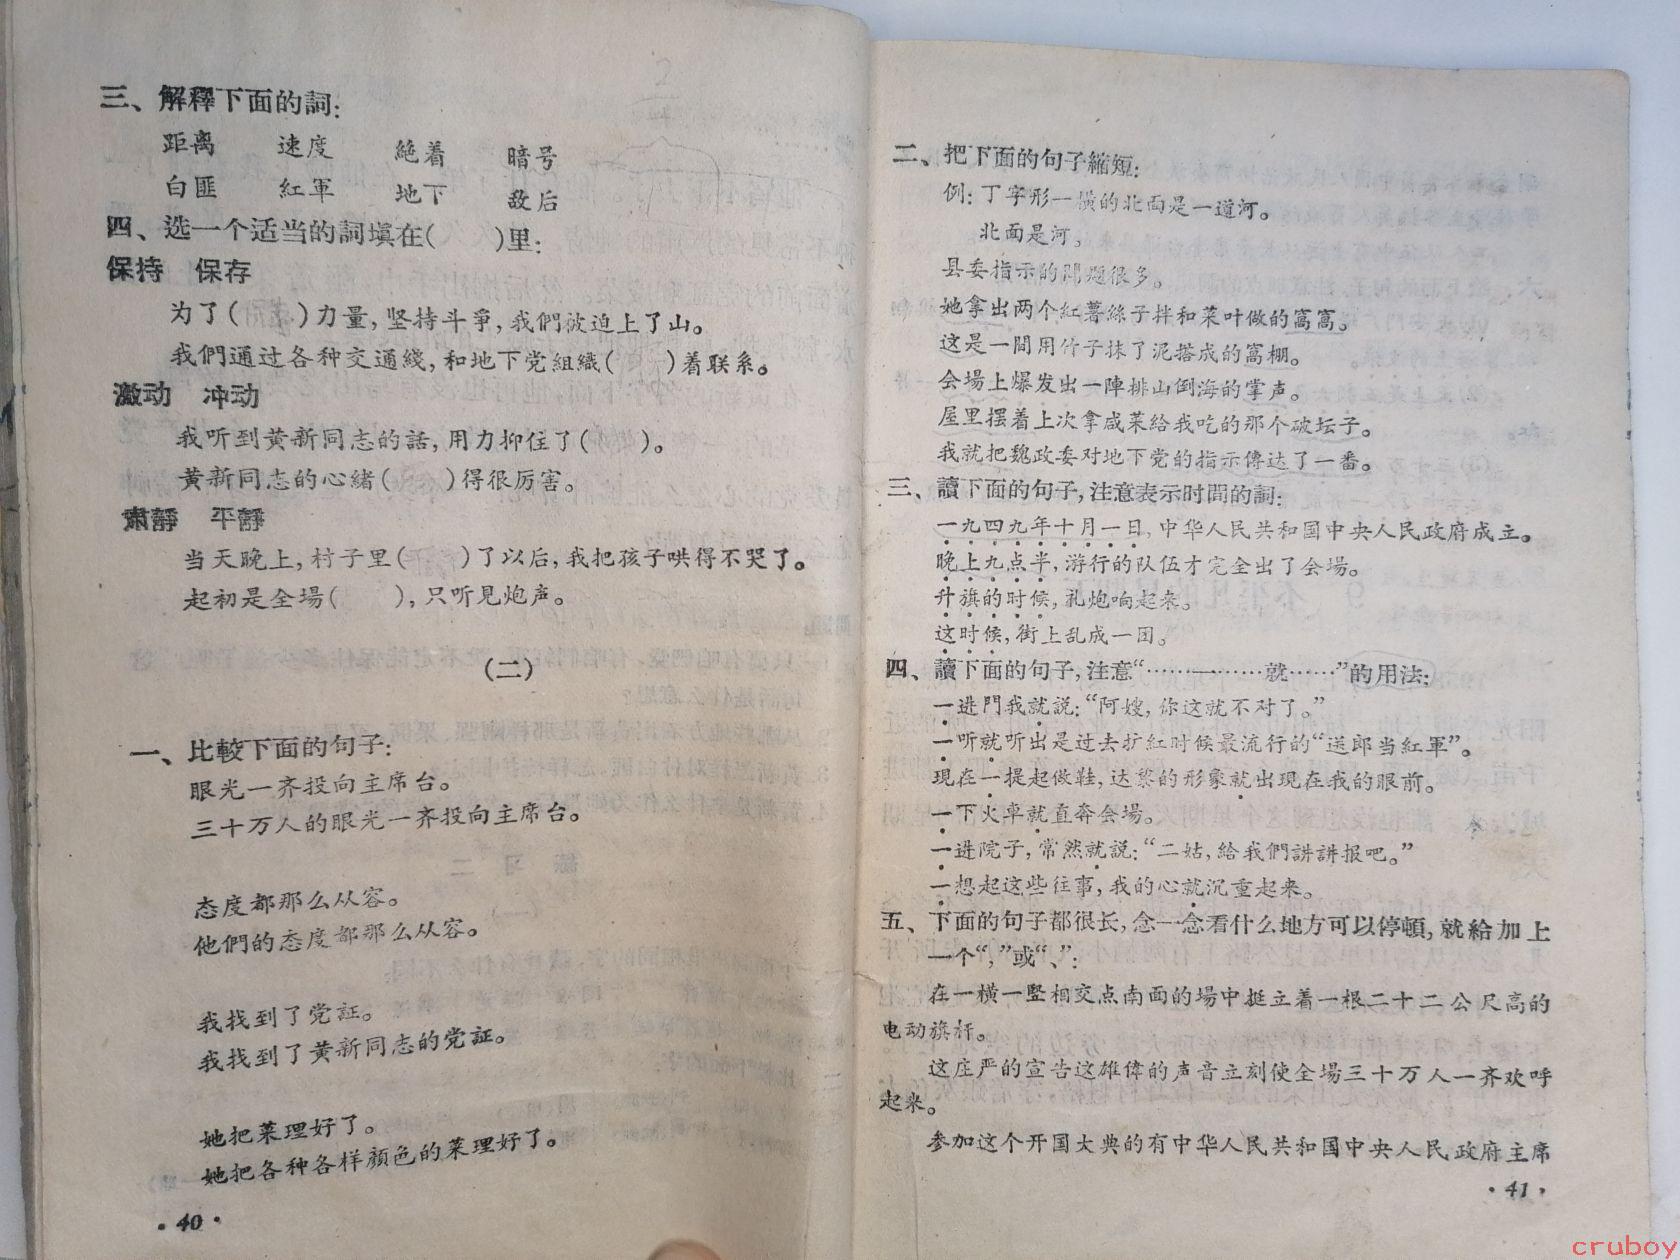 三、解釋下面的詞:
距离 速度 絶着 暗号
白匪 紅軍 地下 敌后
四、选一个适当的詞塡在( )里:
保持 保存
为了( )力量,坚持斗爭,我們被迫上了山。
我們通过各种交通綫,和地下党組織( )着联系。
激动 冲动
我听到黄新同志的話,用力抑住了( )。
黄新同志的心緒( )得很厉害。
肃靜 平靜
当天晚上,村子里( )了以后,我把孩子哄得不哭了。
起初是全場( ),只听見炮声。
(二)
一、比較下面的句子:
眼光一齐投向主席台。
三十万人的眼光一齐投向主席台。
态度都那么从容。
他們的态度都那么从容。
我找到了党証。
我找到了黄新同志的党証。
她把菜理好了。
她把各种各样顏色的菜理好了。
·40·
二、把下面的句子縮短:
例:丁字形一橫的北面是一道河。
北面是河。
县委指示的問題很多。
她拿出两个紅薯絲子拌和菜叶做的窩窩。
这是一間用竹子抹了泥搭成的窩棚。
会場上爆发出一陣排山倒海的掌声。
屋里摆着上次拿咸菜給我吃的那个破坛子。
我就把魏政委对地下党的指示傳达了一番。
三、讀下面的句子,注意表示时間的詞:
一九四九年十月一日,中华人民共和国中央人民政府成立。
晚上九点半,游行的队伍才完全出了会場。
升旗的时候,礼炮响起来。
这时候,街上乱成一团。
四、讀下面的句子,注意“……一……就……”的用法:
一进門我就説:“阿嫂,你这就不对了。”
一听就听出是过去扩紅时候最流行的“送郎当紅軍”。
現在一提起做鞋,达黎的形象就出現在我的眼前。
一下火車就直奔会場。
一进院子,常然就説:“二姑,給我們讲讲报吧。”
一想起这些往事,我的心就沉重起来。
五、下面的句子都很长,念一念看什么地方可以停頓,就給加上
一个“,”或“、”:
在一橫一竪相交点南面的場中挺立着一根二十二公尺高的
电动旗杆。
这庄严的宣告这雄偉的声音立刻使全場三十万人一齐欢呼
起来。
参加这个开国大典的有中华人民共和国中央人民政府主席
·41·
cruboy